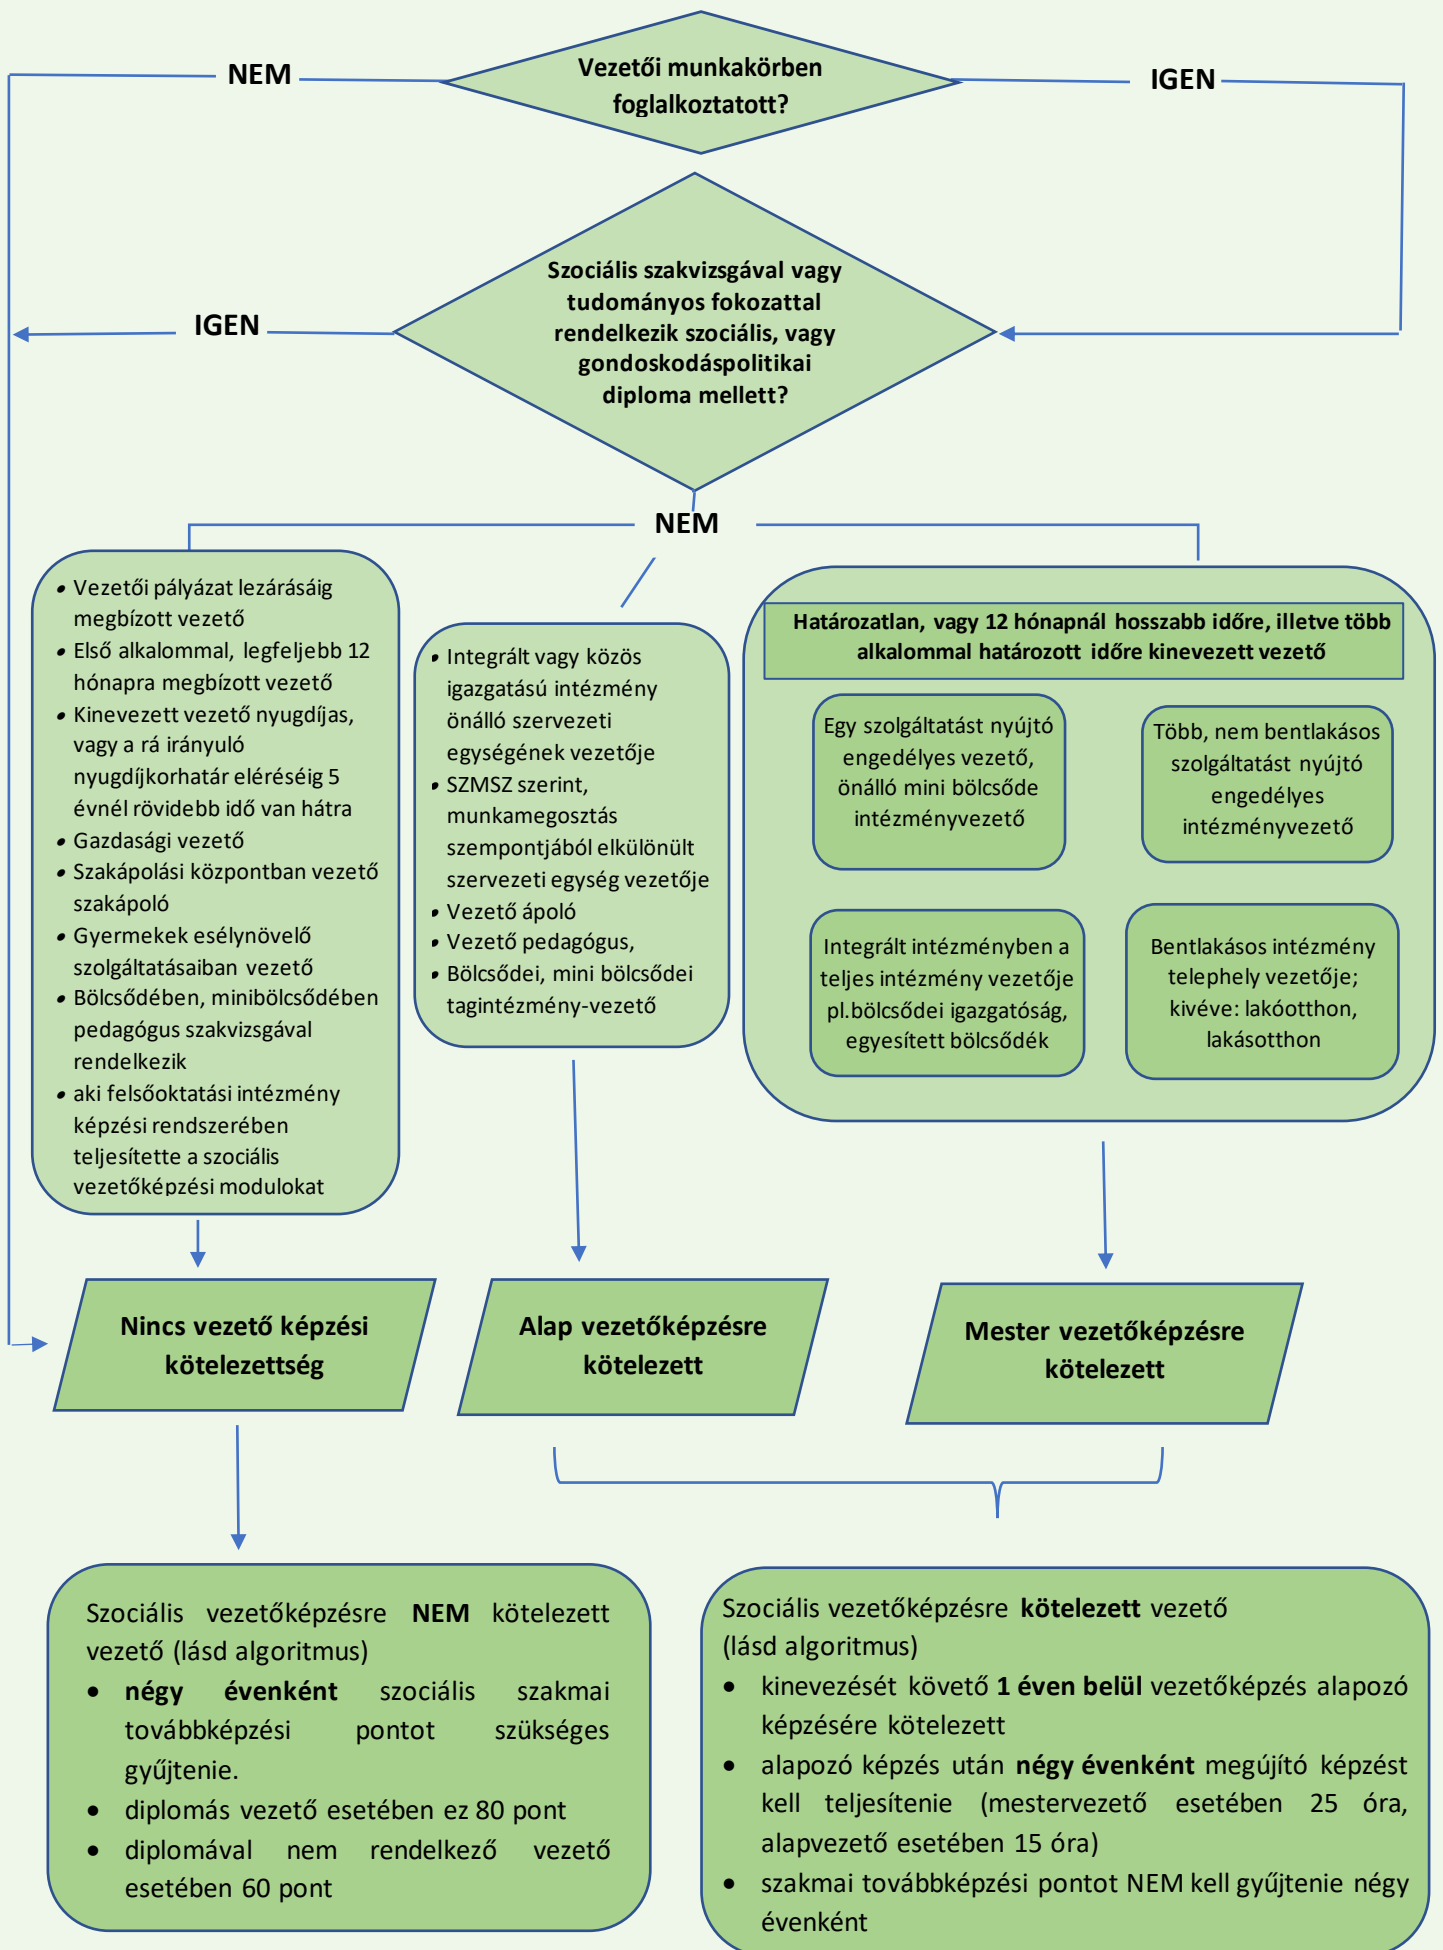 Vezetői munkakörben
foglalkoztatott?
NEM
IGEN
Szociális szakvizsgával vagy
tudományos fokozattal
rendelkezik szociális, vagy
gondoskodáspolitikai
diploma mellett?
IGEN
NEM
• Vezetői pályázat lezárásáig
megbízott vezető
• Első alkalommal, legfeljebb 12
hónapra megbízott vezető
• Kinevezett vezető nyugdíjas,
vagy a rá irányuló
nyugdíjkorhatár eléréséig 5
évnél rövidebb idő van hátra
• Gazdasági vezető
• Szakápolási központban vezető
szakápoló
• Gyermekek esélynövelő
szolgáltatásaiban vezető
• Bölcsődében, minibölcsődében
pedagógus szakvizsgával
rendelkezik
• aki felsőoktatási intézmény
képzési rendszerében
teljesítette a szociális
vezetőképzési modulokat
• Integrált vagy közös
igazgatású intézmény
önálló szervezeti
egységének vezetője
• SZMSZ szerint,
munkamegosztás
szempontjából elkülönült
szervezeti egység vezetője
• Vezető ápoló
• Vezető pedagógus,
• Bölcsődei, mini bölcsődei
tagintézmény-vezető
Határozatlan, vagy 12 hónapnál hosszabb időre, illetve több
alkalommal határozott időre kinevezett vezető
Egy szolgáltatást nyújtó
engedélyes vezető,
önálló mini bölcsőde
intézményvezető
Több, nem bentlakásos
szolgáltatást nyújtó
engedélyes
intézményvezető
Integrált intézményben a
teljes intézmény vezetője
pl.bölcsődei igazgatóság,
egyesített bölcsődék
Bentlakásos intézmény
telephely vezetője;
kivéve: lakóotthon,
lakásotthon
Nincs vezető képzési
kötelezettség
Alap vezetőképzésre
kötelezett
Mester vezetőképzésre
kötelezett
Szociális vezetőképzésre NEM kötelezett
vezető (lásd algoritmus)
• négy évenként szociális szakmai
továbbképzési pontot szükséges
gyűjtenie.
• diplomás vezető esetében ez 80 pont
• diplomával nem rendelkező vezető
esetében 60 pont
Szociális vezetőképzésre kötelezett vezető
(lásd algoritmus)
• kinevezését követő 1 éven belül vezetőképzés alapozó
képzésére kötelezett
• alapozó képzés után négy évenként megújító képzést
kell teljesítenie (mestervezető esetében 25 óra,
alapvezető esetében 15 óra)
• szakmai továbbképzési pontot NEM kell gyűjtenie négy
évenként